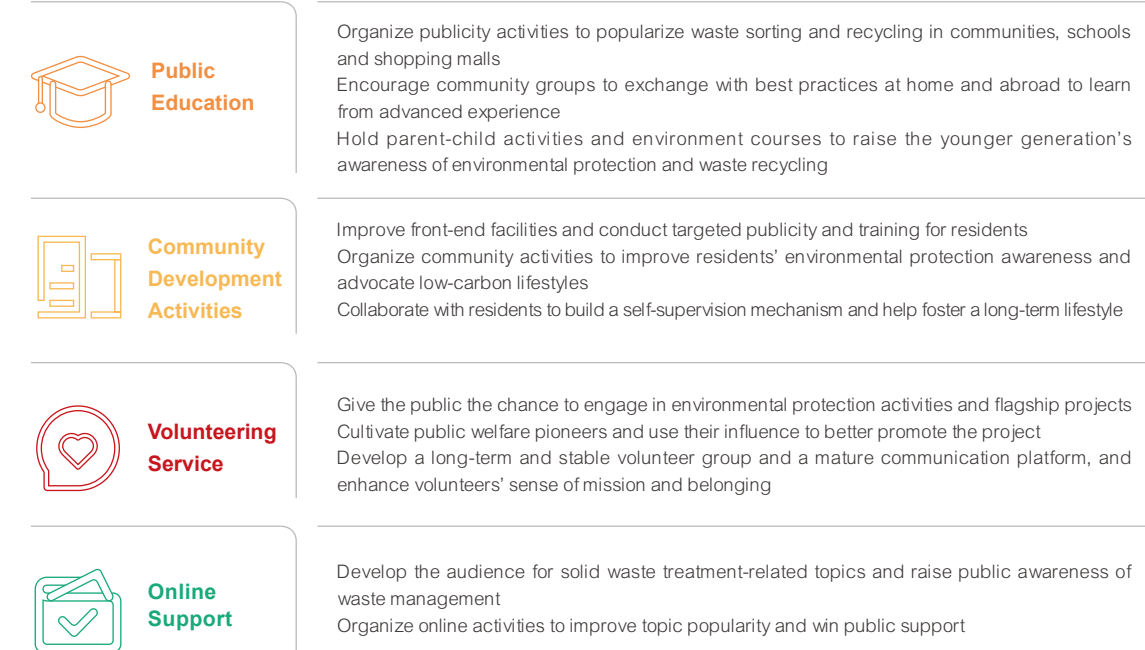 Public
Education
Organize publicity activities to popularize waste sorting and recycling in communities, schools
and shopping malls
Encourage community groups to exchange with best practices at home and abroad to learn
from advanced experience
Hold parent-child activities and environment courses to raise the younger generation's
awareness of environmental protection and waste recycling
Community
Development
Activities
Improve front-end facilities and conduct targeted publicity and training for residents
Organize community activities to improve residents' environmental protection awareness and
advocate low-carbon lifestyles
Collaborate with residents to build a self-supervision mechanism and help foster a long-term lifestyle
Volunteering
Service
Give the public the chance to engage in environmental protection activities and flagship projects
Cultivate public welfare pioneers and use their influence to better promote the project
Develop a long-term and stable volunteer group and a mature communication platform, and
enhance volunteers' sense of mission and belonging
Online
Support
Develop the audience for solid waste treatment-related topics and raise public awareness of
waste management
Organize online activities to improve topic popularity and win public support